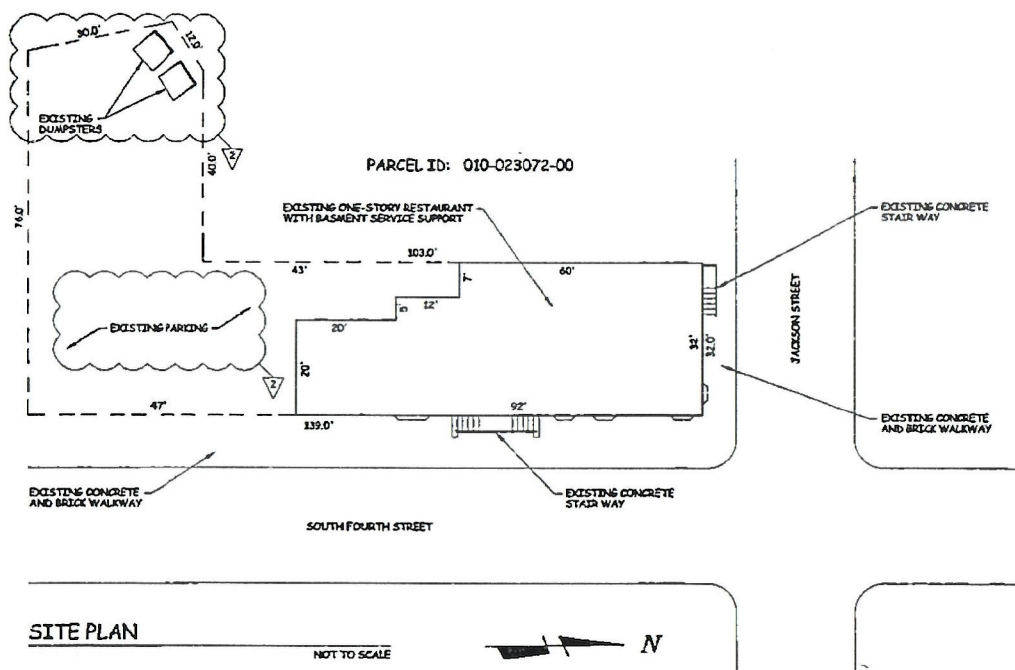 30.0'
12.0'
EXISTING
DUMPSTERS
2
40.0'
76.0'
PARCEL ID: 010-023072-00
EXISTING ONE-STORY RESTAURANT
WITH BASMENT SERVICE SUPPORT
EXISTING CONCRETE
STAIR WAY
103.0'
43'
60'
7'
12'
5'
20'
20'
EXISTING PARKING
2
32'
32.0'
JACKSON STREET
47'
92'
139.0'
EXISTING CONCRETE
AND BRICK WALKWAY
EXISTING CONCRETE
AND BRICK WALKWAY
EXISTING CONCRETE
STAIR WAY
SOUTH FOURTH STREET
SITE PLAN
NOT TO SCALE
N